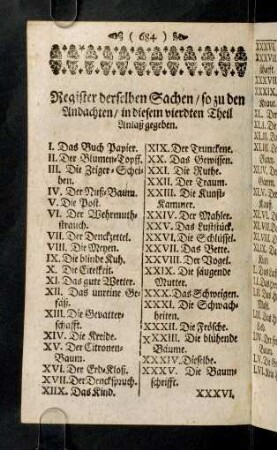 ( 684 )
Register derselben Sachen / so zu den
Andachten / in diesem vierdten Theil
Anlaß gegeben.
I. Das Buch Papier.
II. Der Blumen-Topff.
III. Die Zeiger-Schei-
ben.
IV. Der Nuß-Baum.
V. Die Post.
VI. Der Wehrmuth-
strauch.
VII. Der Denckzettel.
VIII. Die Meyen.
IX. Die blinde Kuh.
X. Die Eitelkeit.
XI. Das gute Wetter.
XII. Das unreine Ge-
fäß.
XIII. Die Gevatter-
schafft.
XIV. Die Kreide.
XV. Der Citronen-
Baum.
XVI. Der Erd-Kloß.
XVII. Der Denckspruch.
XIIX. Das Kind.
XIX. Der Trunckene.
XX. Das Gewissen.
XXI. Die Ruthe.
XXII. Der Traum.
XXIII. Die Kunst-
Kammer.
XXIV. Der Mahler.
XXV. Das Luststück.
XXVI. Die Schlüssel.
XXVII. Das Bette.
XXVIII. Der Vogel.
XXIX. Die säugende
Mutter.
XXX. Das Schweigen.
XXXI. Die Schwach-
heiten.
XXXII. Die Frösche.
XXXIII. Die blühende
Bäume.
XXXIV. Dieselbe.
XXXV. Die Baum-
schrifft.
XXXVI.